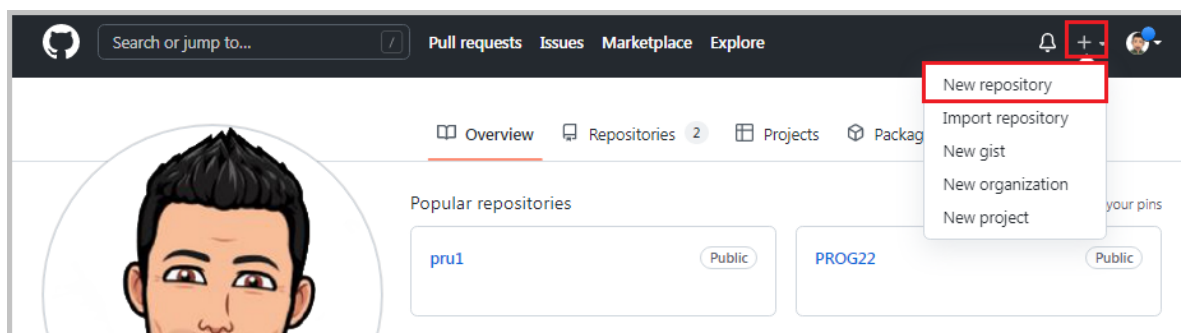 Search or jump to... / Pull requests Issues Marketplace Explore
New repository
Import repository
New gist
New organization
New project
Overview Repositories 2 Projects Packag
Popular repositories your pins
pru1 Public PROG22 Public